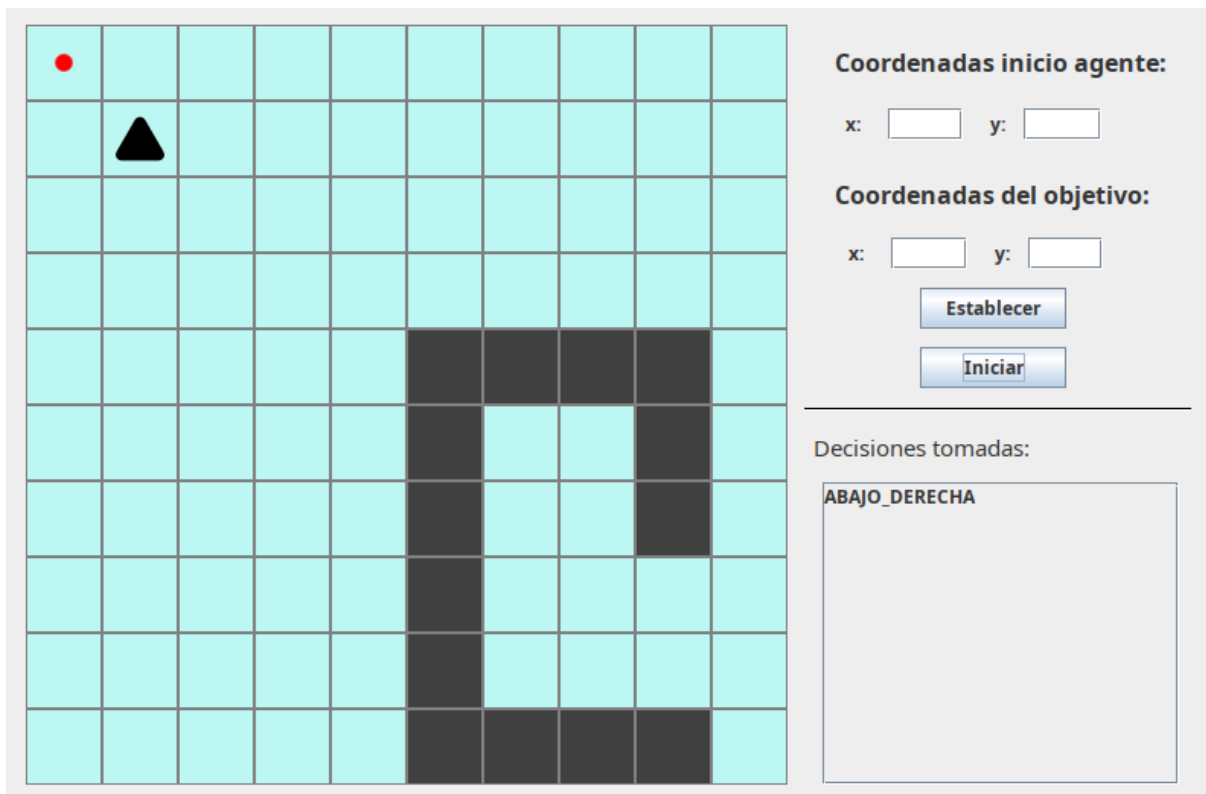 Coordenadas inicio agente:
x: y:
Coordenadas del objetivo:
x: y:
Establecer
Iniciar
Decisiones tomadas:
ABAJO_DERECHA